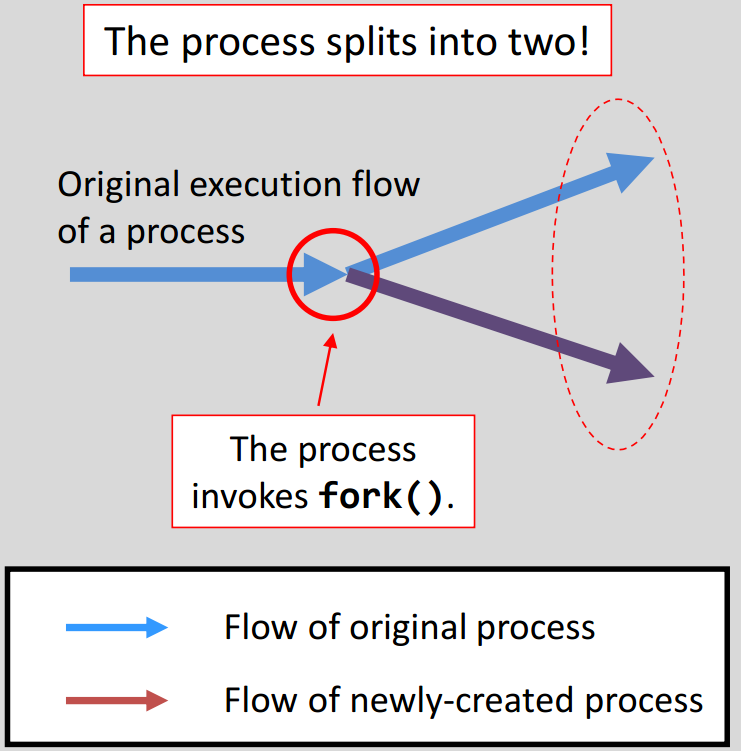 The process splits into two!
Original execution flow
of a process
The process
invokes fork().
Flow of original process
Flow of newly-created process